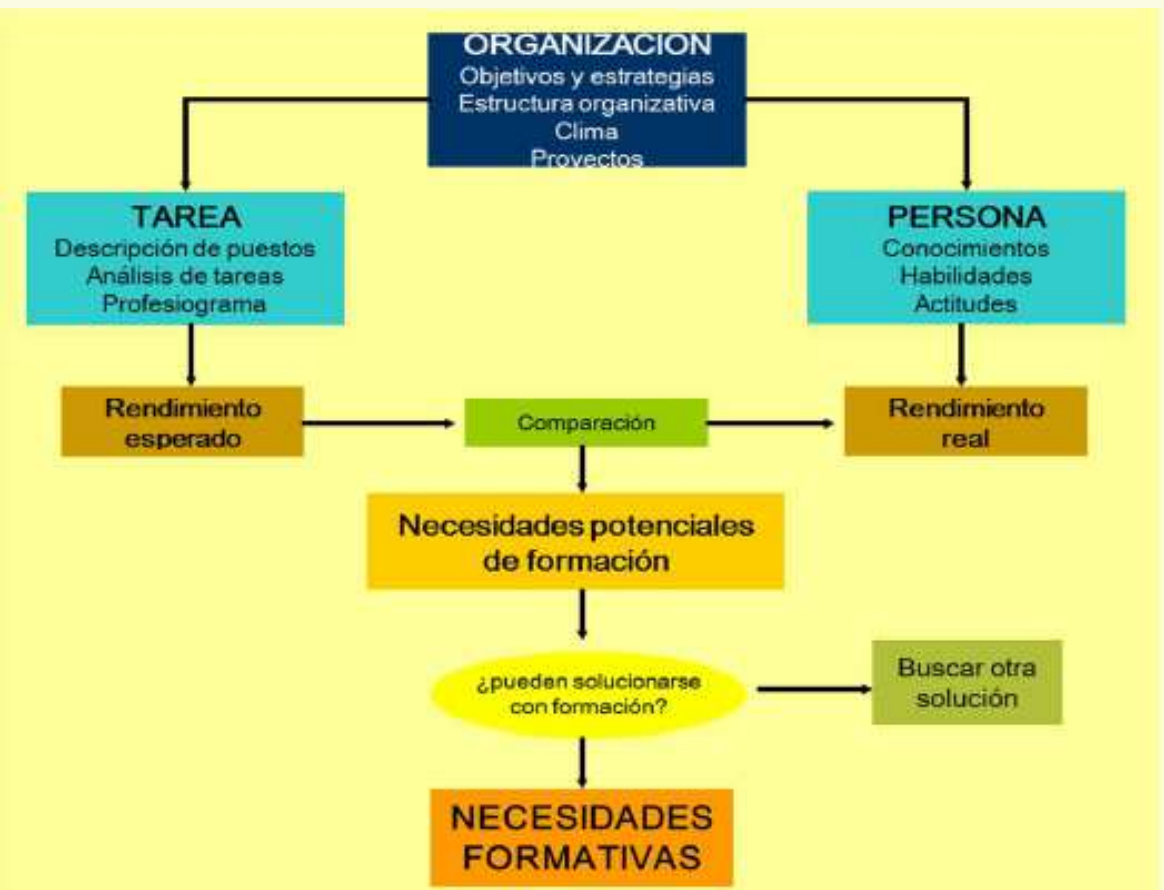 ORGANIZACIÓN
Objetivos y estrategias
Estructura organizativa
Clima
Proyectos
TAREA
Descripción de puestos
Análisis de tareas
Profesiograma
PERSONA
Conocimientos
Habilidades
Actitudes
Rendimiento
esperado
Comparación
Rendimiento
real
Necesidades potenciales
de formación
¿pueden solucionarse
con formación?
Buscar otra
solución
NECESIDADES
FORMATIVAS